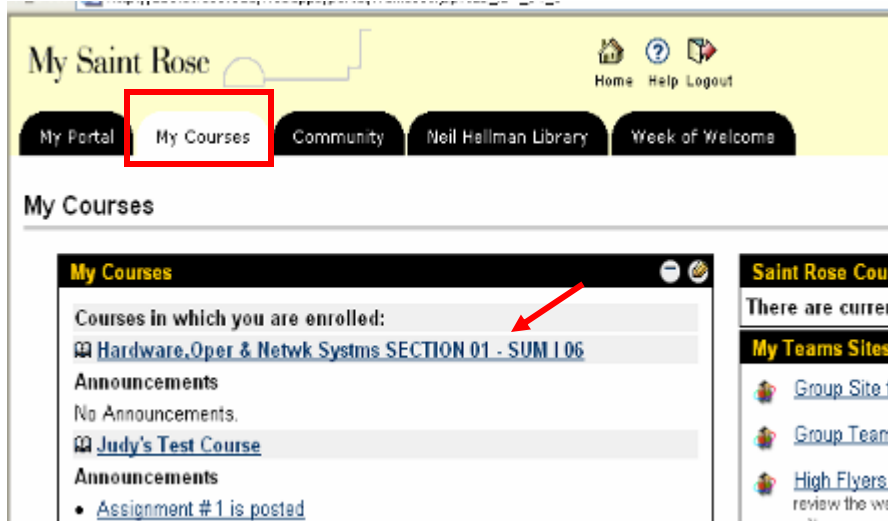 My Saint Rose
Home Help Logout
My Portal My Courses Community Neil Hellman Library Week of Welcome
My Courses
My Courses
Courses in which you are enrolled:
Hardware,Oper & Netwk Systms SECTION 01 - SUM I 06
Announcements
No Announcements.
Judy's Test Course
Announcements
• Assignment # 1 is posted
Saint Rose Cou
There are curre
My Teams Sites
Group Site
Group Team
High Flyers
review the we